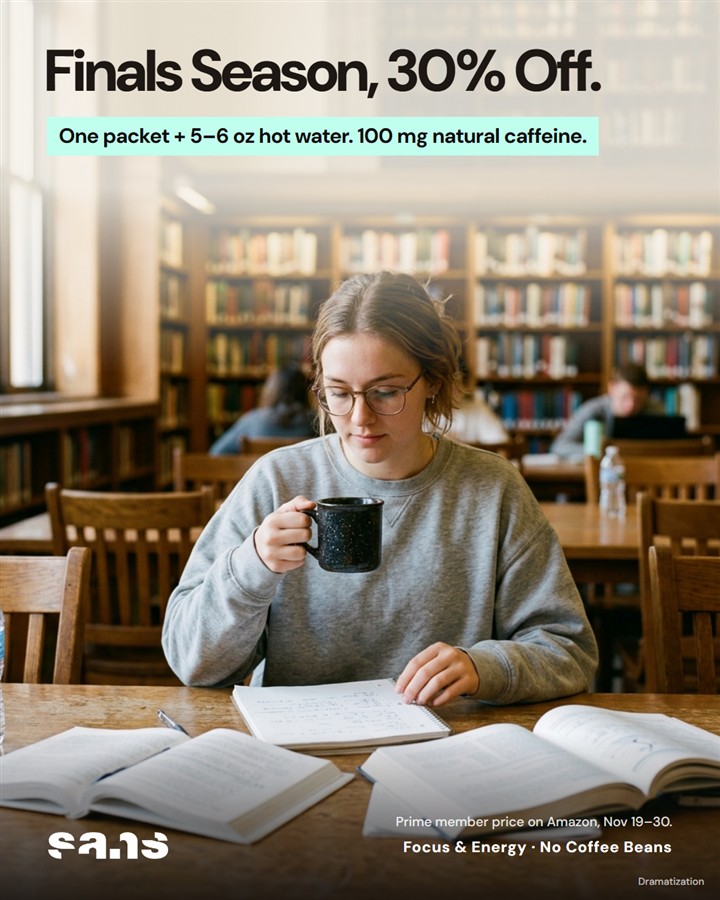 Finals Season, 30% Off.
One packet + 5–6 oz hot water. 100 mg natural caffeine.
Prime member price on Amazon, Nov 19–30.
sans
Focus & Energy · No Coffee Beans
Dramatization